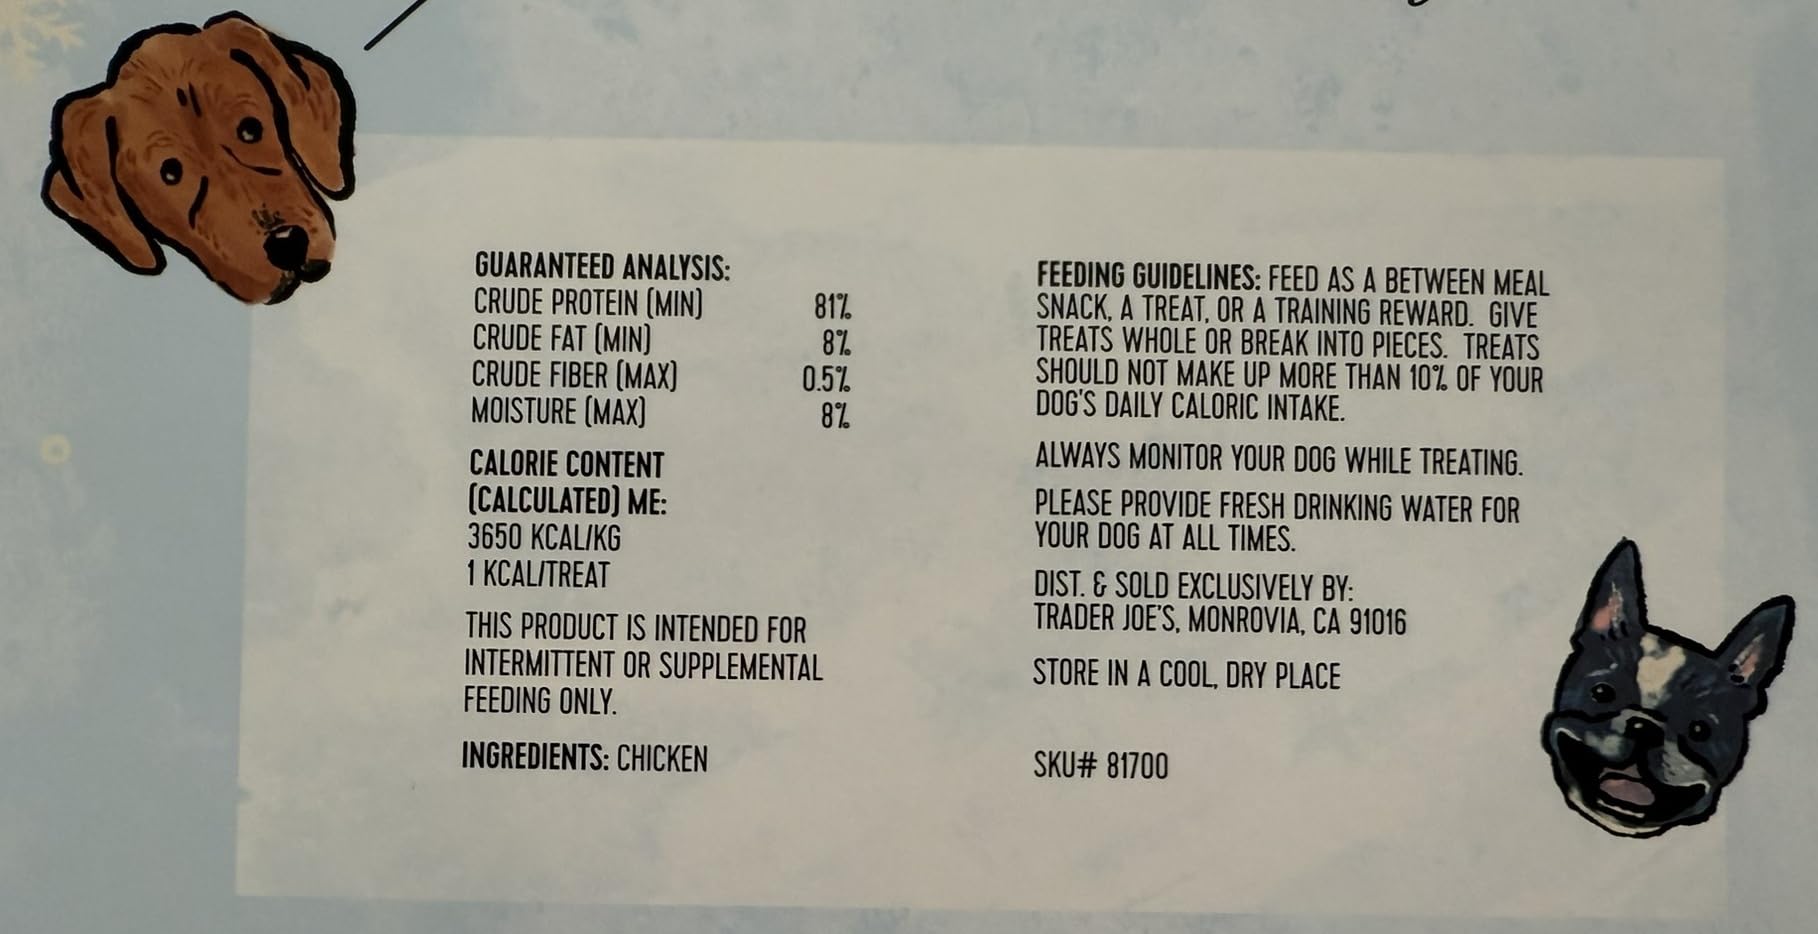 GUARANTEED ANALYSIS:
CRUDE PROTEIN (MIN) 81%
CRUDE FAT (MIN) 8%
CRUDE FIBER (MAX) 0.5%
MOISTURE (MAX) 8%
CALORIE CONTENT
(CALCULATED) ME:
3650 KCAL/KG
1 KCAL/TREAT
THIS PRODUCT IS INTENDED FOR
INTERMITTENT OR SUPPLEMENTAL
FEEDING ONLY.
INGREDIENTS: CHICKEN
FEEDING GUIDELINES: FEED AS A BETWEEN MEAL
SNACK, A TREAT, OR A TRAINING REWARD. GIVE
TREATS WHOLE OR BREAK INTO PIECES. TREATS
SHOULD NOT MAKE UP MORE THAN 10% OF YOUR
DOG'S DAILY CALORIC INTAKE.
ALWAYS MONITOR YOUR DOG WHILE TREATING.
PLEASE PROVIDE FRESH DRINKING WATER FOR
YOUR DOG AT ALL TIMES.
DIST. & SOLD EXCLUSIVELY BY:
TRADER JOE'S, MONROVIA, CA 91016
STORE IN A COOL, DRY PLACE
SKU# 81700